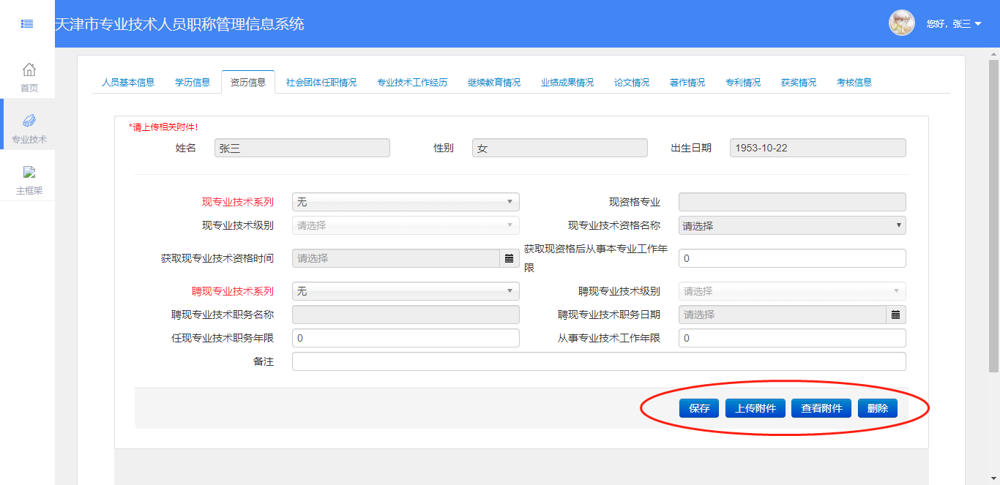 天津市专业技术人员职称管理信息系统
您好，张三
首页
专业技术
主框架
人员基本信息 学历信息 资历信息 社会团体任职情况 专业技术工作经历 继续教育情况 业绩成果情况 论文情况 著作情况 专利情况 获奖情况 考核信息
*请上传相关附件!
姓名 张三 性别 女 出生日期 1953-10-22
现专业技术系列 无 现资格专业
现专业技术级别 请选择 现专业技术资格名称 请选择
获取现专业技术资格时间 请选择 获取现资格后从事本专业工作年
限 0
聘现专业技术系列 无 聘现专业技术级别 请选择
聘现专业技术职务名称 聘现专业技术职务日期 请选择
任现专业技术职务年限 0 从事专业技术工作年限 0
备注
保存 上传附件 查看附件 删除